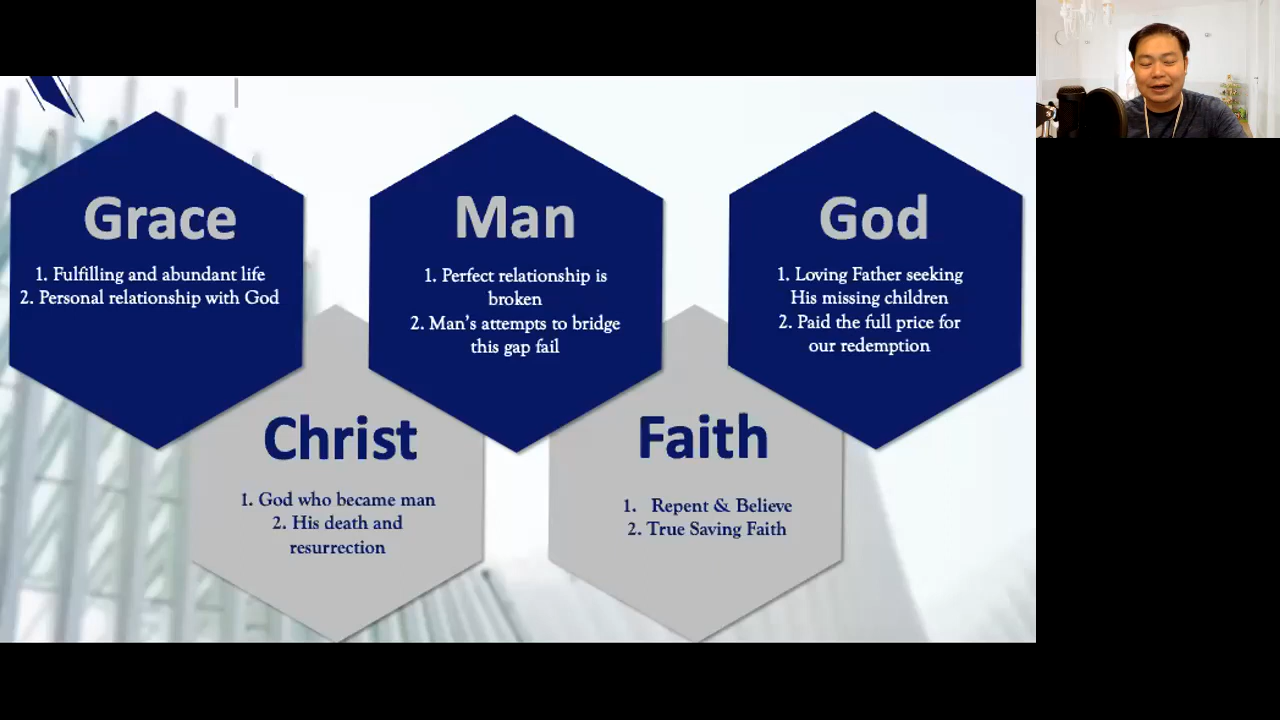 Grace
1. Fulfilling and abundant life
2. Personal relationship with God
Man
1. Perfect relationship is
broken
2. Man's attempts to bridge
this gap fail
God
1. Loving Father seeking
His missing children
2. Paid the full price for
our redemption
Christ
1. God who became man
2. His death and
resurrection
Faith
1. Repent & Believe
2. True Saving Faith